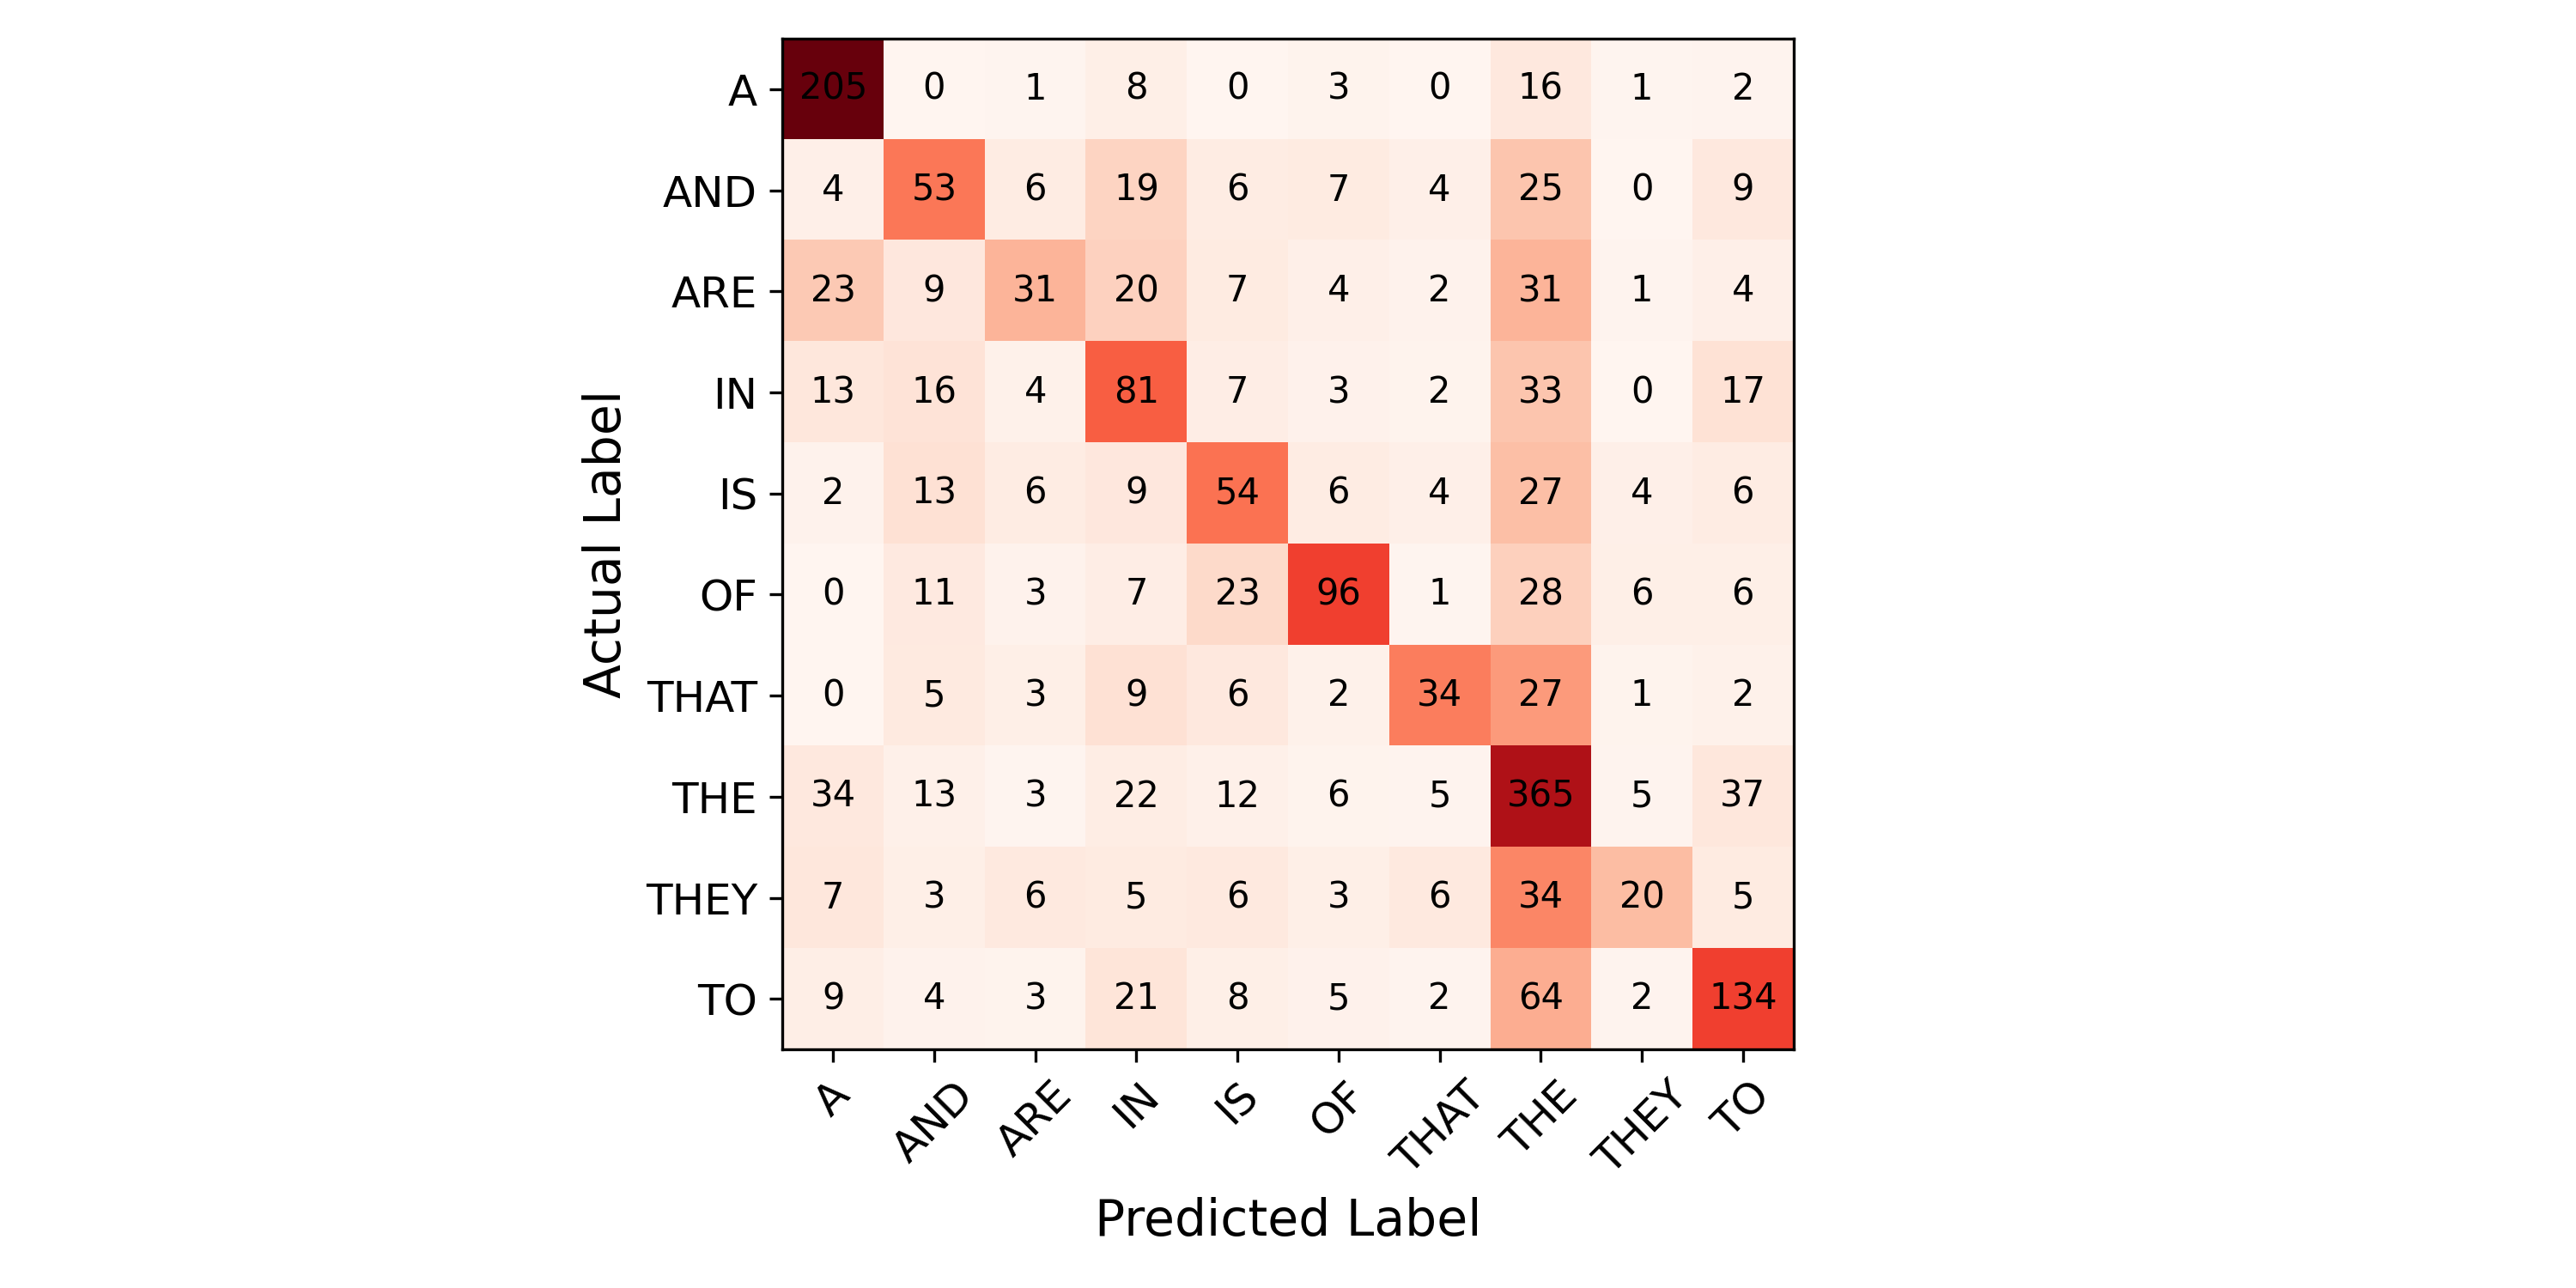 A 205 0 1 8 0 3 0 16 1 2
AND 4 53 6 19 6 7 4 25 0 9
ARE 23 9 31 20 7 4 2 31 1 4
IN 13 16 4 81 7 3 2 33 0 17
IS 2 13 6 9 54 6 4 27 4 6
OF 0 11 3 7 23 96 1 28 6 6
THAT 0 5 3 9 6 2 34 27 1 2
THE 34 13 3 22 12 6 5 365 5 37
THEY 7 3 6 5 6 3 6 34 20 5
TO 9 4 3 21 8 5 2 64 2 134
A AND ARE IN IS OF THAT THE THEY TO
Actual Label
Predicted Label